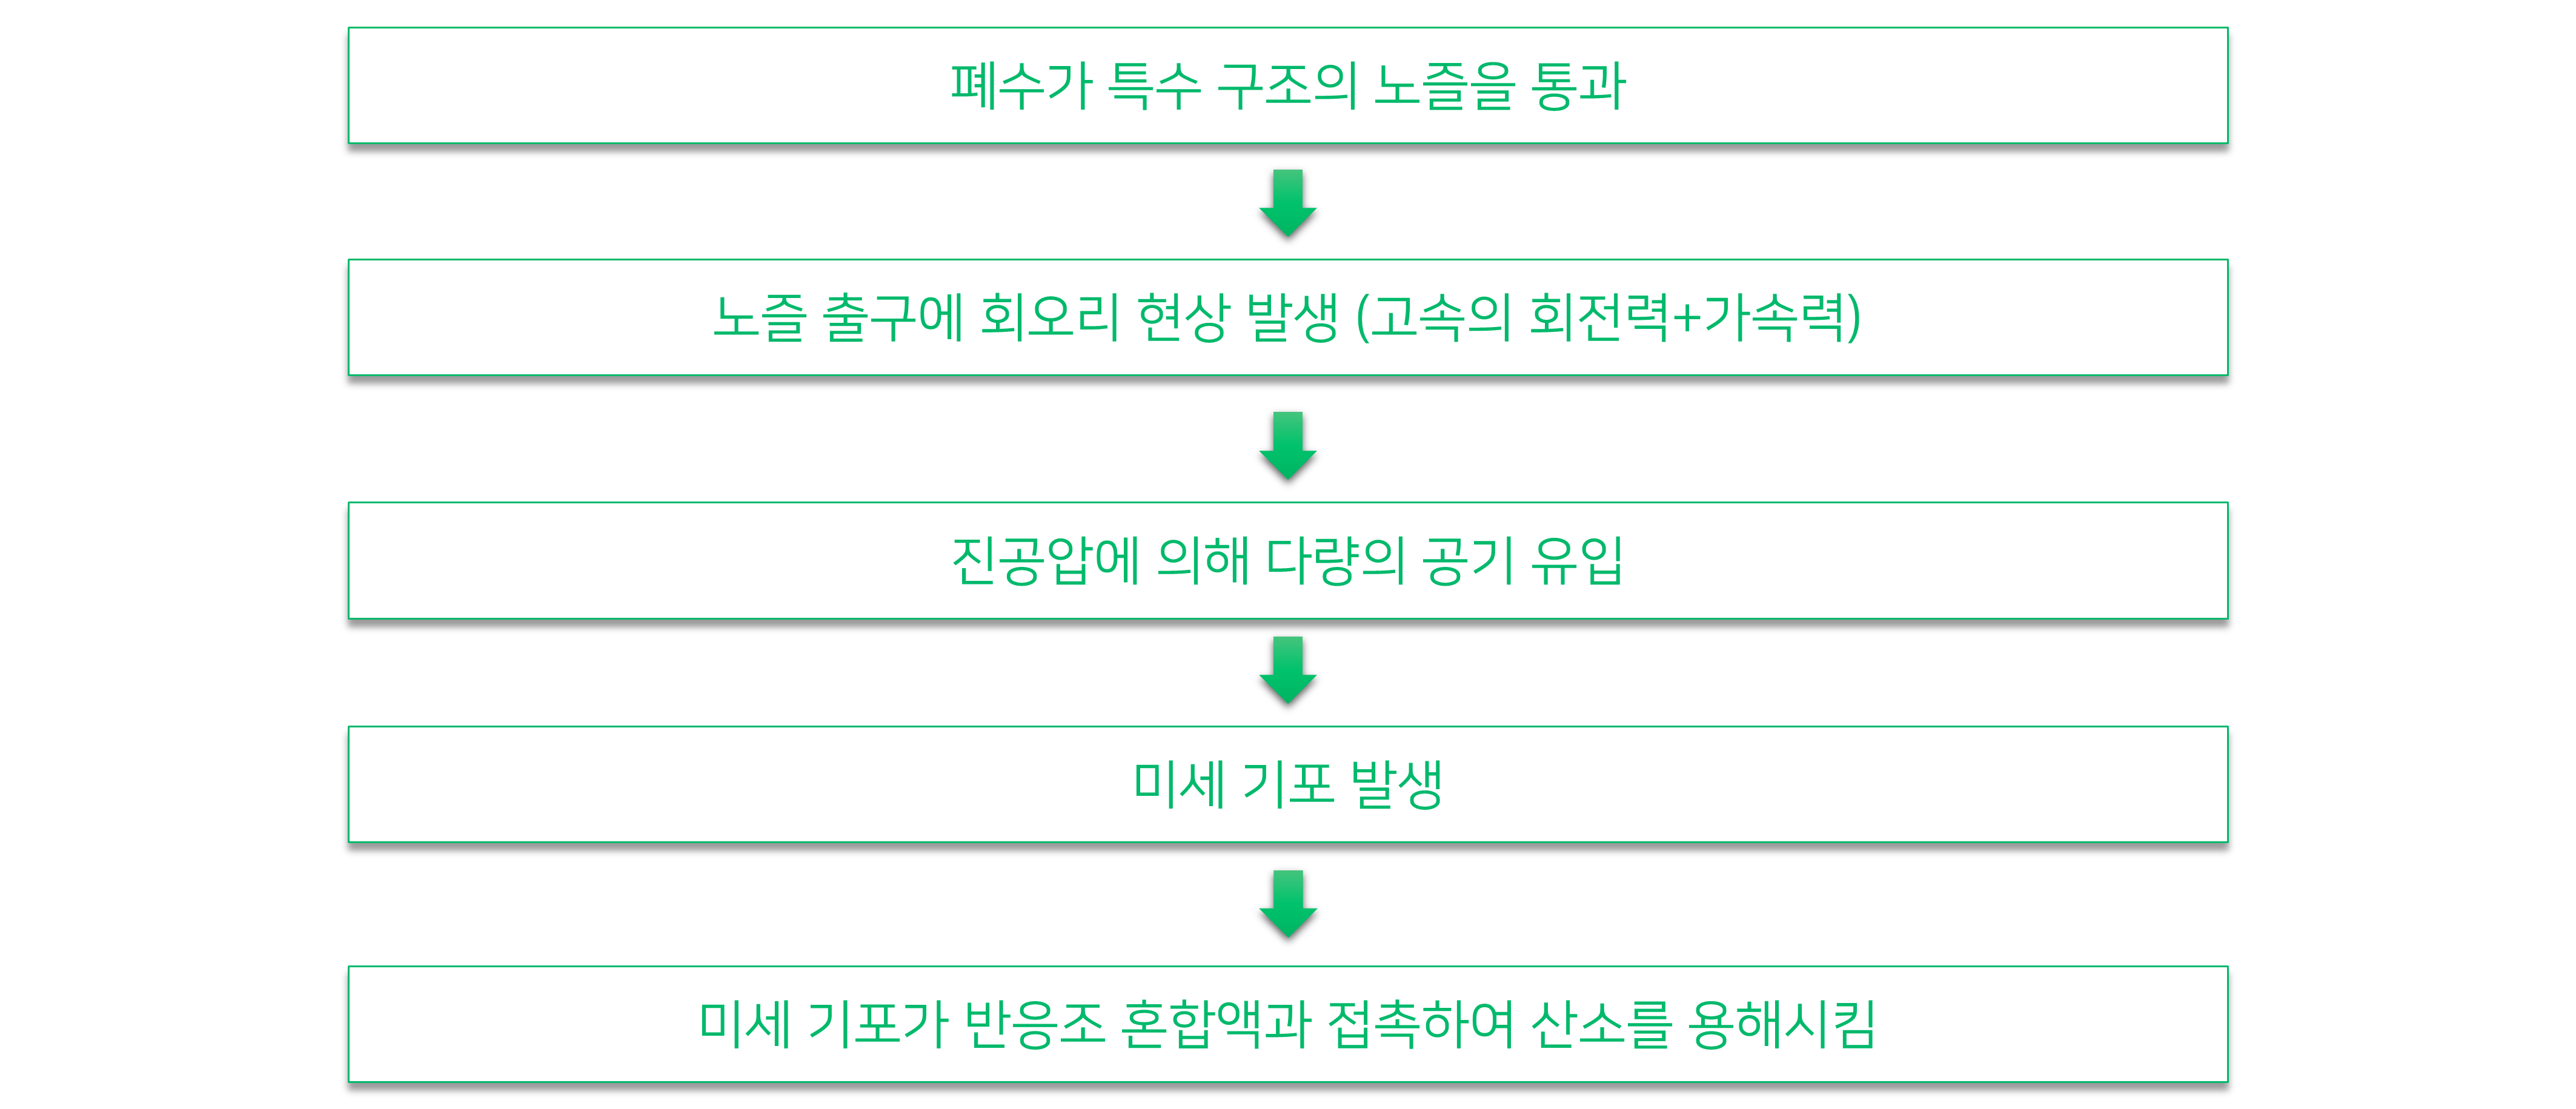 폐수가 특수 구조의 노즐을 통과
노즐 출구에 회오리 현상 발생 (고속의 회전력+가속력)
진공압에 의해 다량의 공기 유입
미세 기포 발생
미세 기포가 반응조 혼합액과 접촉하여 산소를 용해시킴